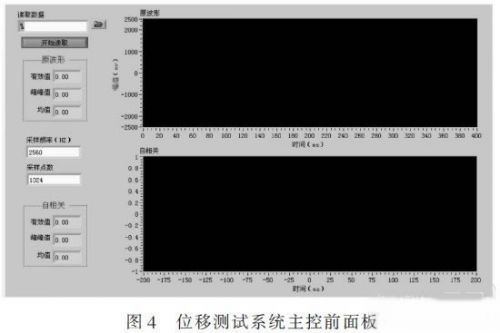 读取数据
开始读取
原波形
有效值 0.00
峰峰值 0.00
均值 0.00
采样频率(HZ)
2560
采样点数
1024
自相关
有效值 0.00
峰峰值 0.00
均值 0.00
原波形
幅值(mv)
2500
2000
1000
0
-1000
-2000
-2500
0 20 40 60 80 100 120 140 160 180 200 220 240 260 280 300 320 340 360 380 400
时间(ms)
自相关
1
0.8
0.6
0.4
0.2
0
-0.2
-0.4
-0.6
-0.8
-1
-200 -175 -150 -125 -100 -75 -50 -25 0 25 50 75 100 125 150 175 200
时间(ms)
图4 位移测试系统主控前面板